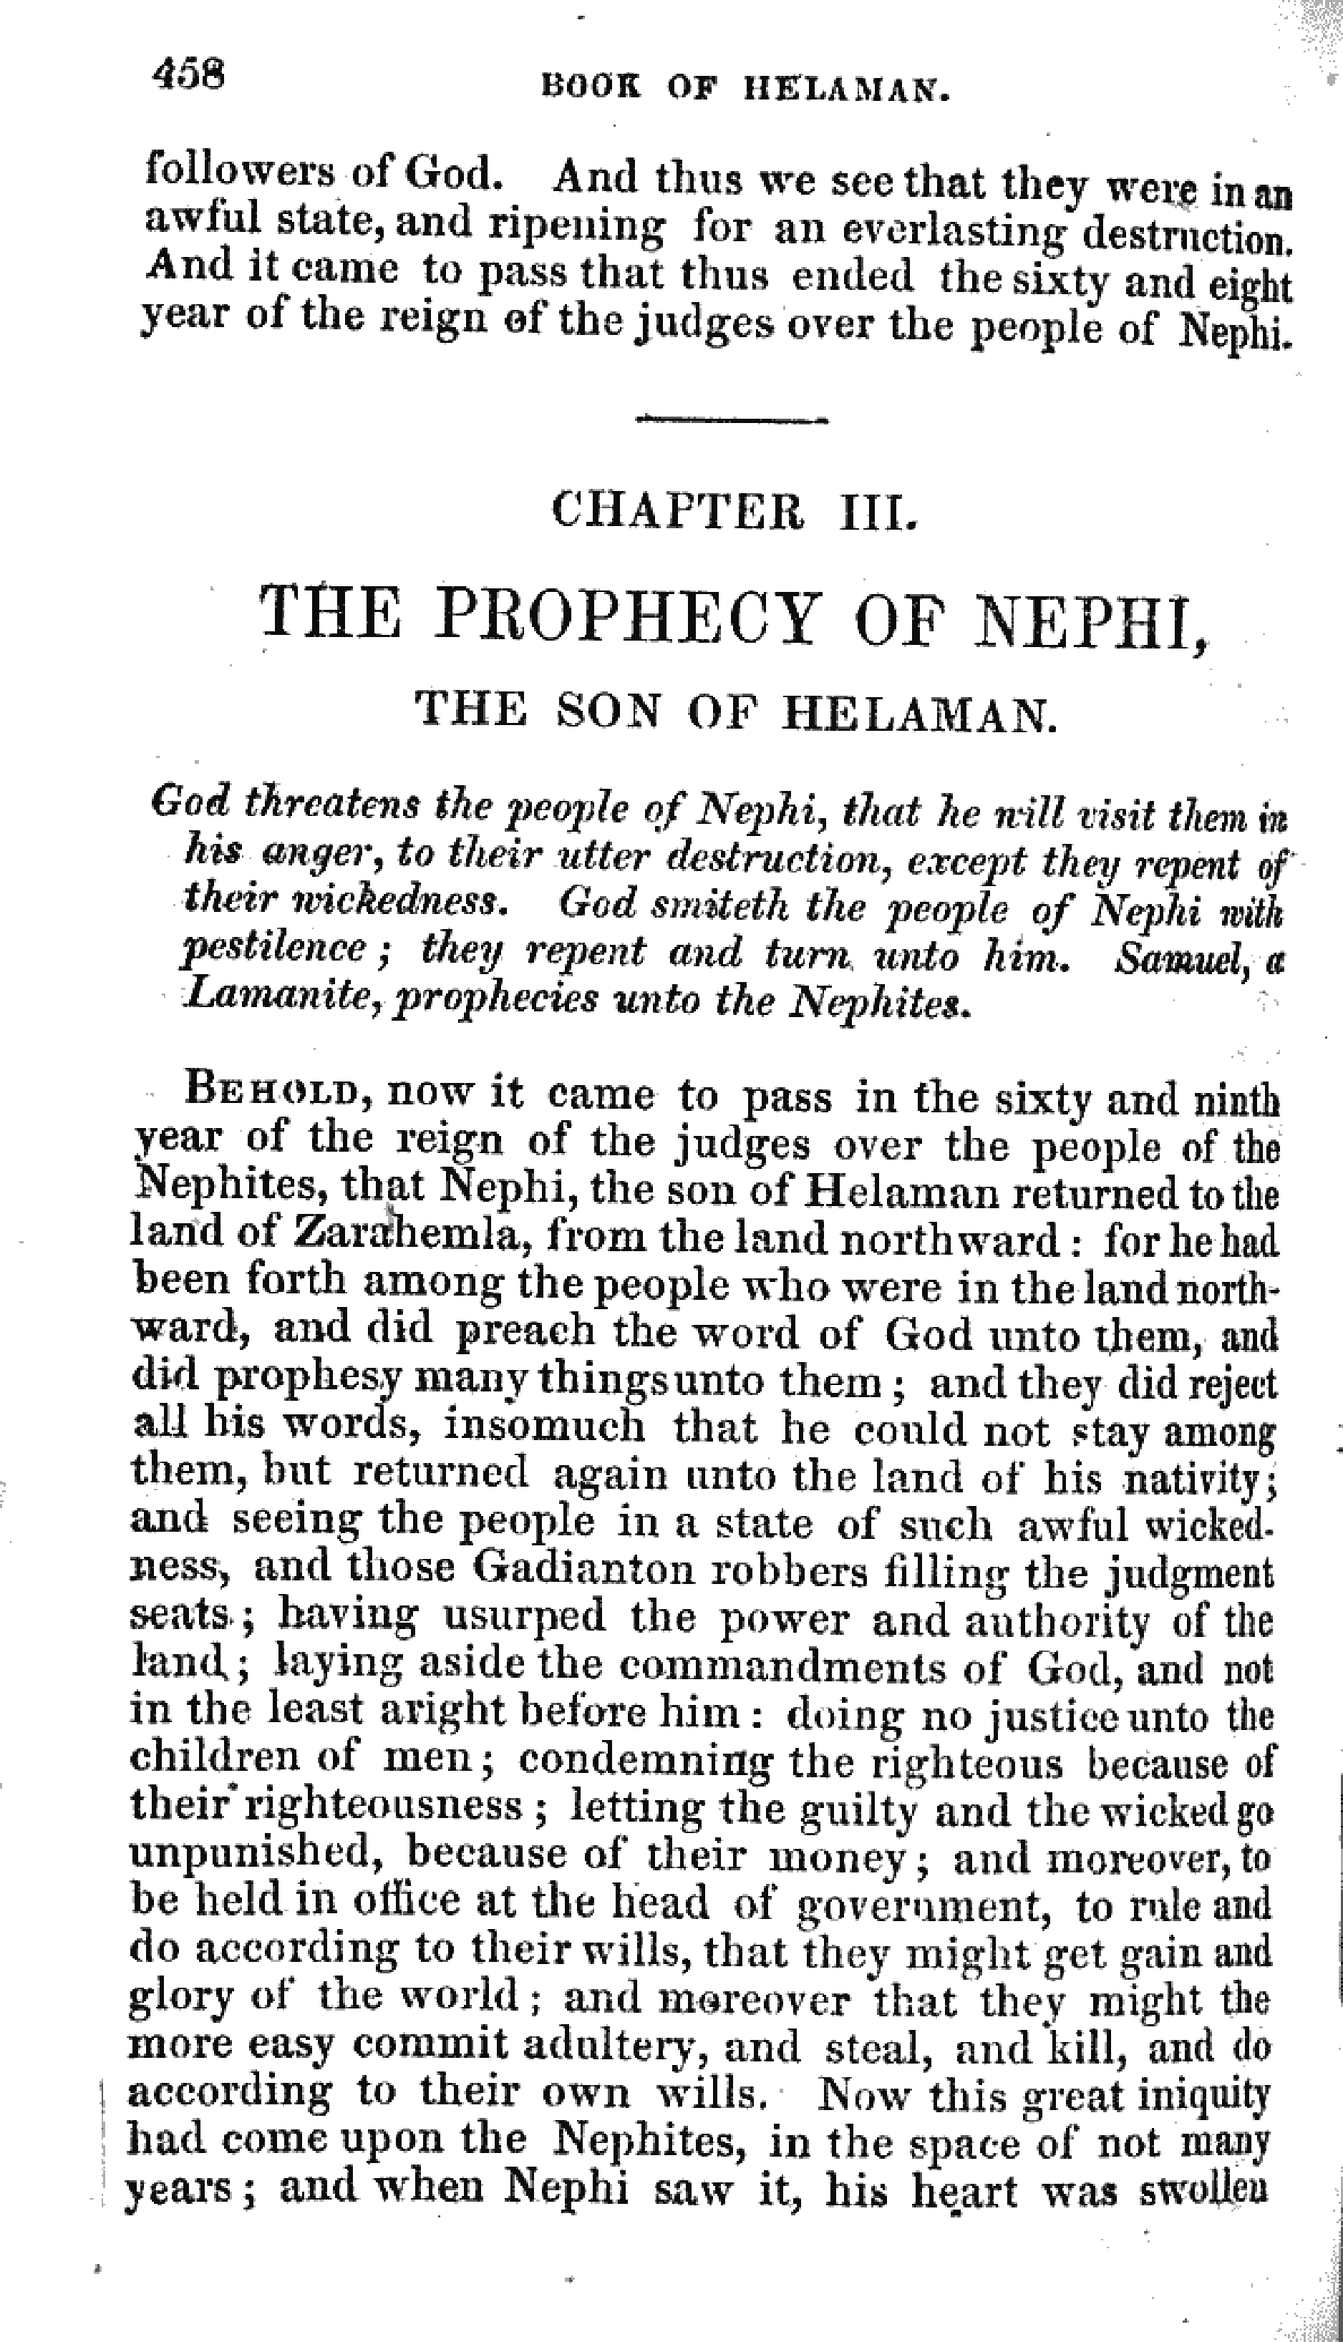 458
BOOK OF HELAMAN.
followers of God. And thus we see that they were in an
awful state, and ripening for an everlasting destruction.
And it came to pass that thus ended the sixty and eight
year of the reign of the judges over the people of Nephi.
CHAPTER III.
THE PROPHECY OF NEPHI,
THE SON OF HELAMAN.
God threatens the people of Nephi, that he will visit them in
his anger, to their utter destruction, except they repent of
their wickedness. God smiteth the people of Nephi with
pestilence ; they repent and turn unto him. Samuel, a
Lamanite, prophecies unto the Nephites.
BEHOLD, now it came to pass in the sixty and ninth
year of the reign of the judges over the people of the
Nephites, that Nephi, the son of Helaman returned to the
land of Zarahemla, from the land northward : for he had
been forth among the people who were in the land north-
ward, and did preach the word of God unto them, and
did prophesy many things unto them ; and they did reject
all his words, insomuch that he could not stay among
them, but returned again unto the land of his nativity;
and seeing the people in a state of such awful wicked-
ness, and those Gadianton robbers filling the judgment
seats ; having usurped the power and authority of the
land ; laying aside the commandments of God, and not
in the least aright before him : doing no justice unto the
children of men ; condemning the righteous because of
their righteousness ; letting the guilty and the wicked go
unpunished, because of their money ; and moreover, to
be held in office at the head of government, to rule and
do according to their wills, that they might get gain and
glory of the world ; and moreover that they might the
more easy commit adultery, and steal, and kill, and do
according to their own wills. Now this great iniquity
had come upon the Nephites, in the space of not many
years ; and when Nephi saw it, his heart was swollen